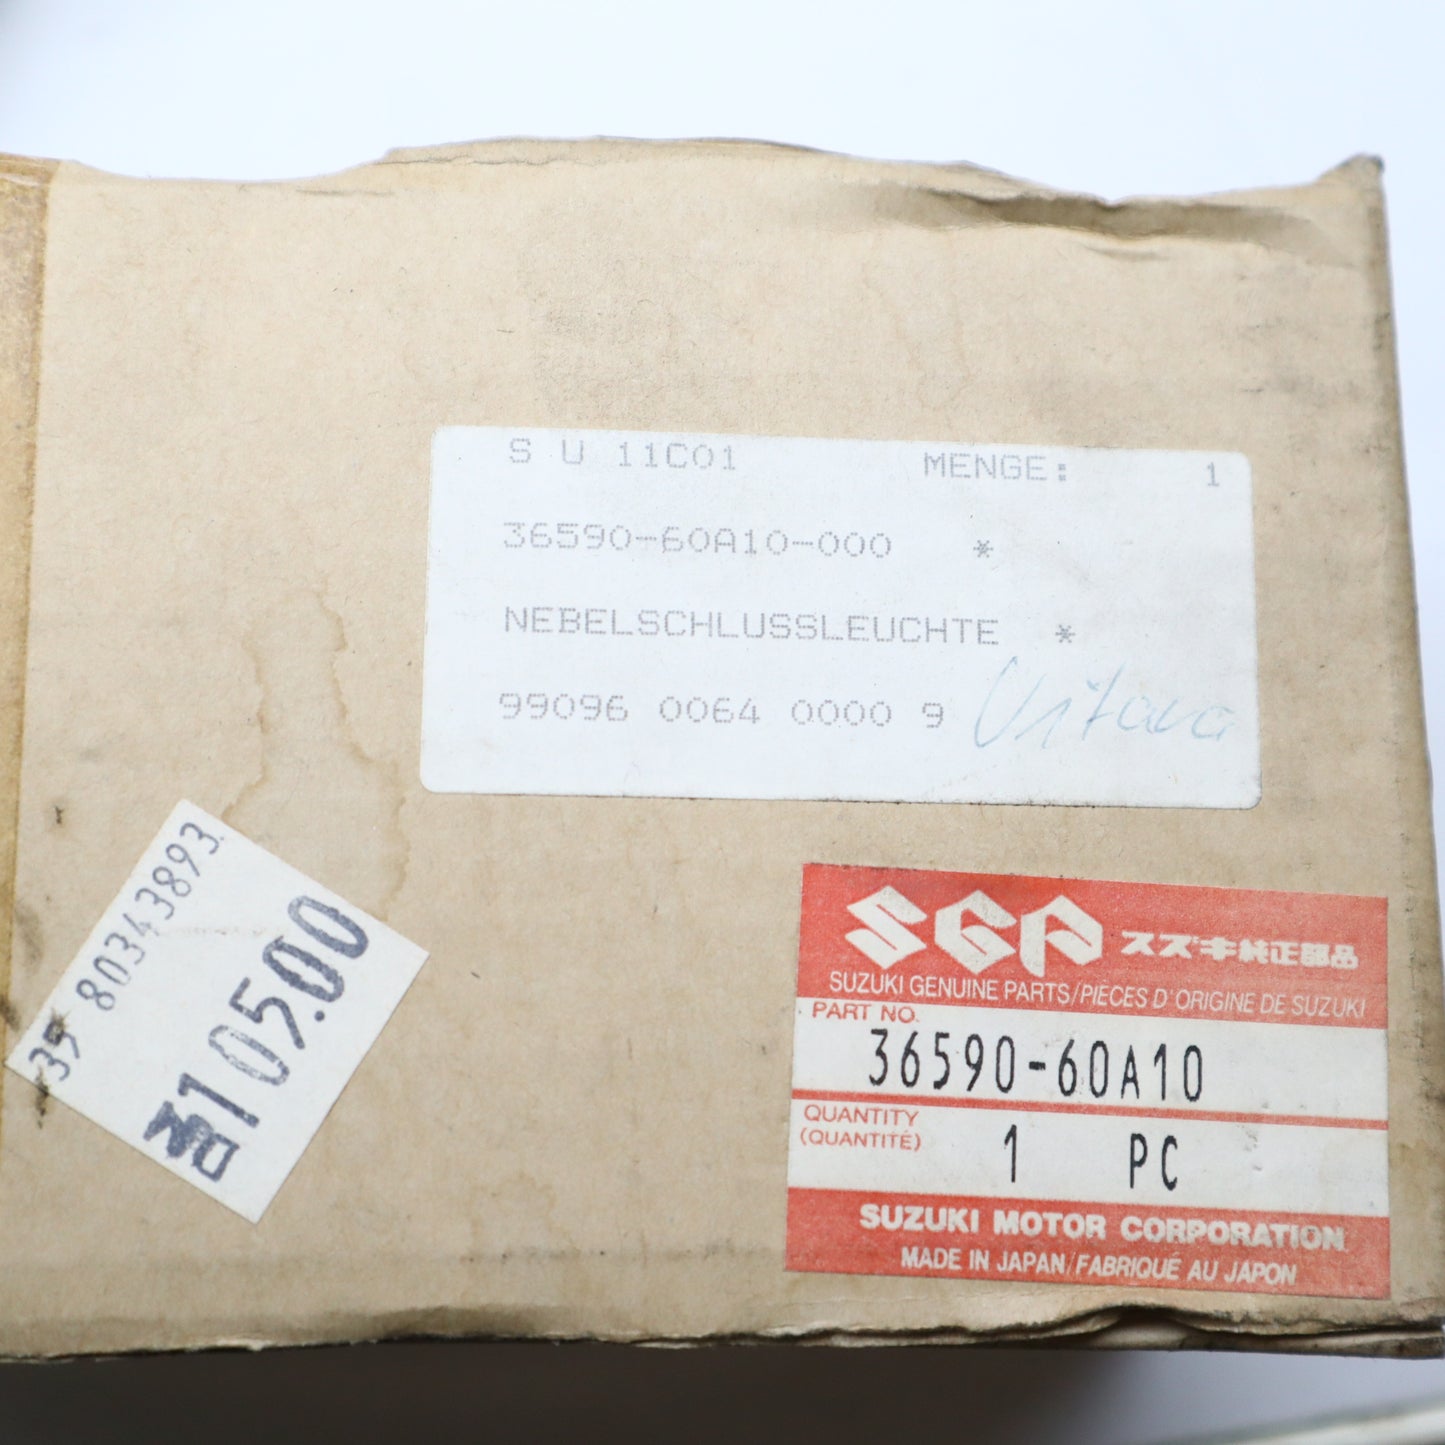 S U 11C01 MENGE: 1
36590-60A10-000 *
NEBELSCHLUSSLEUCHTE *
99096 0064 0000 9 Vitara
35 80343893
105.00
SGP スズキ純正部品
SUZUKI GENUINE PARTS/PIÈCES D'ORIGINE DE SUZUKI
PART NO.
36590-60A10
QUANTITY
(QUANTITÉ)
1 PC
SUZUKI MOTOR CORPORATION
MADE IN JAPAN/FABRIQUÉ AU JAPON